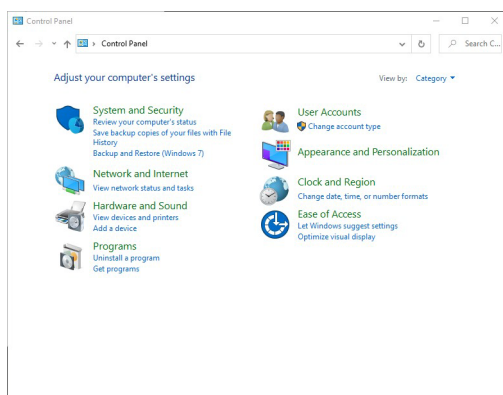 Control Panel
Control Panel
Search C...
Adjust your computer's settings
View by: Category
System and Security
Review your computer's status
Save backup copies of your files with File
History
Backup and Restore (Windows 7)
Network and Internet
View network status and tasks
Hardware and Sound
View devices and printers
Add a device
Programs
Uninstall a program
Get programs
User Accounts
Change account type
Appearance and Personalization
Clock and Region
Change date, time, or number formats
Ease of Access
Let Windows suggest settings
Optimize visual display